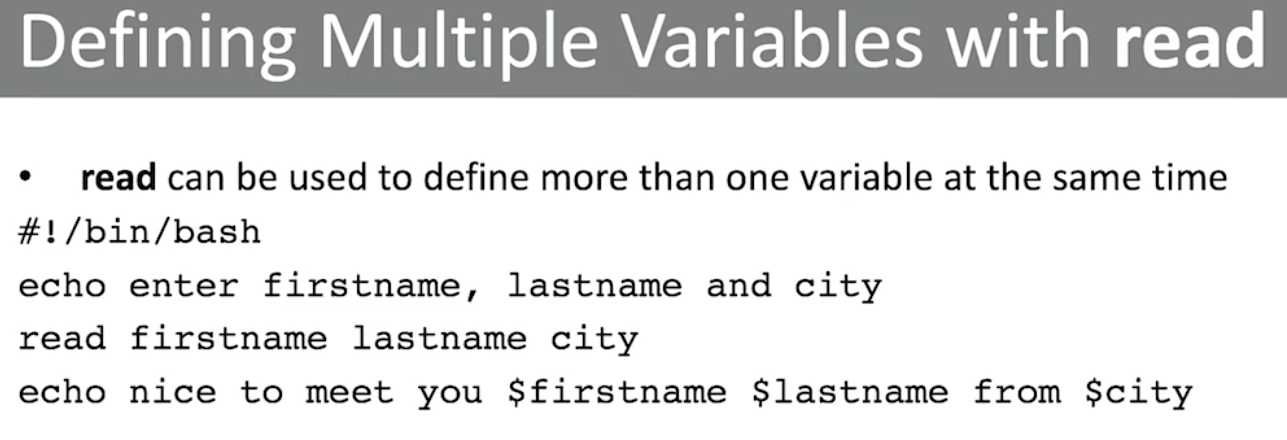 Defining Multiple Variables with read
• read can be used to define more than one variable at the same time
#!/bin/bash
echo enter firstname, lastname and city
read firstname lastname city
echo nice to meet you $firstname $lastname from $city